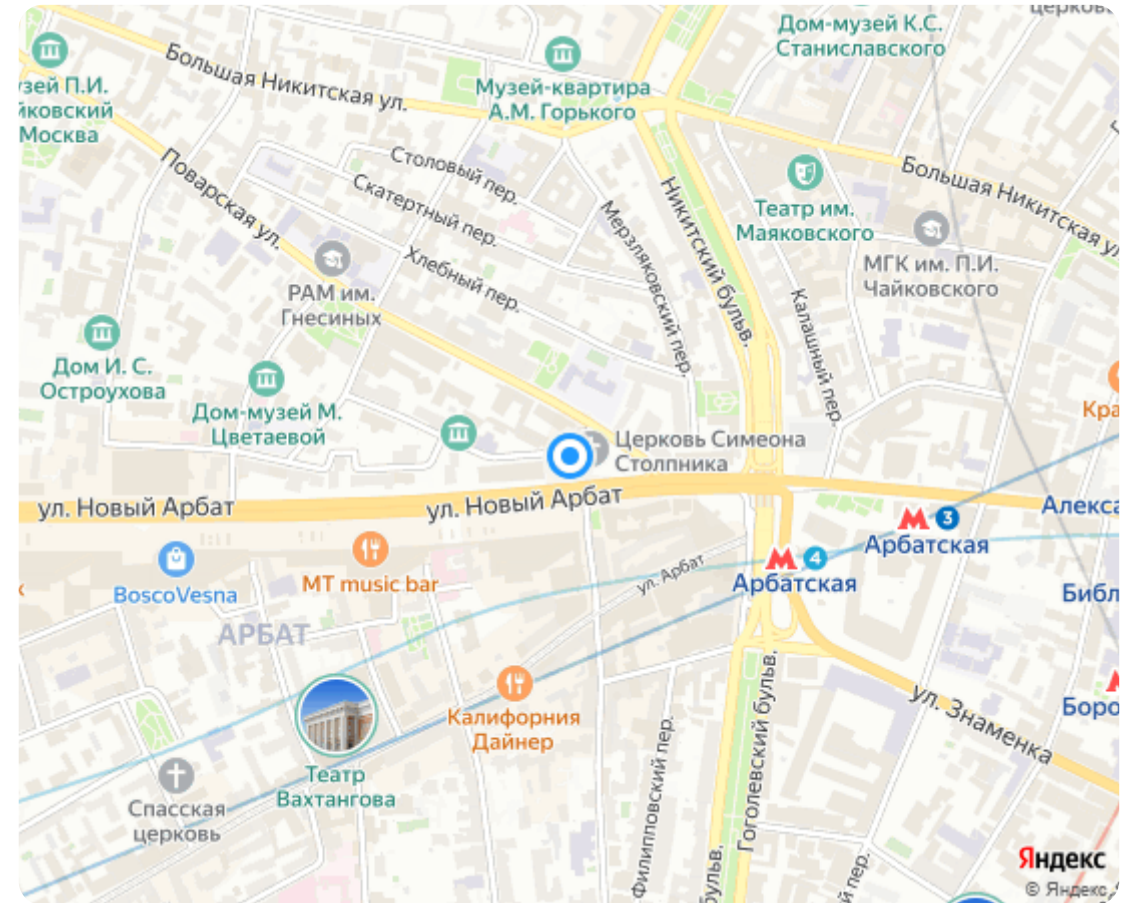 церковь
Дом-музей К.С.
Станиславского
Музей-квартира
А.М. Горького
Большая Никитская ул.
зей П.И.
йковский
Москва
Столовый пер.
Скатертный пер.
Поварская ул.
Хлебный пер.
Мерзляковский пер.
Никитский бульв.
Театр им.
Маяковского
Большая Никитская ул
МГК им. П.И.
Чайковского
Калашный пер.
РАМ им.
Гнесиных
Дом И. С.
Остроухова
Дом-музей М.
Цветаевой
Кра
Церковь Симеона
Столпника
ул. Новый Арбат
ул. Новый Арбат
Алекса
3
Арбатская
4
Арбатская
ул. Арбат
MT music bar
BoscoVesna
Библ
АРБАТ
Калифорния
Дайнер
Театр
Вахтангова
Спасская
церковь
Филипповский пер.
Гоголевский бульв.
бульв.
ул. Знаменка
Боро
й пер.
Яндекс
© Яндекс